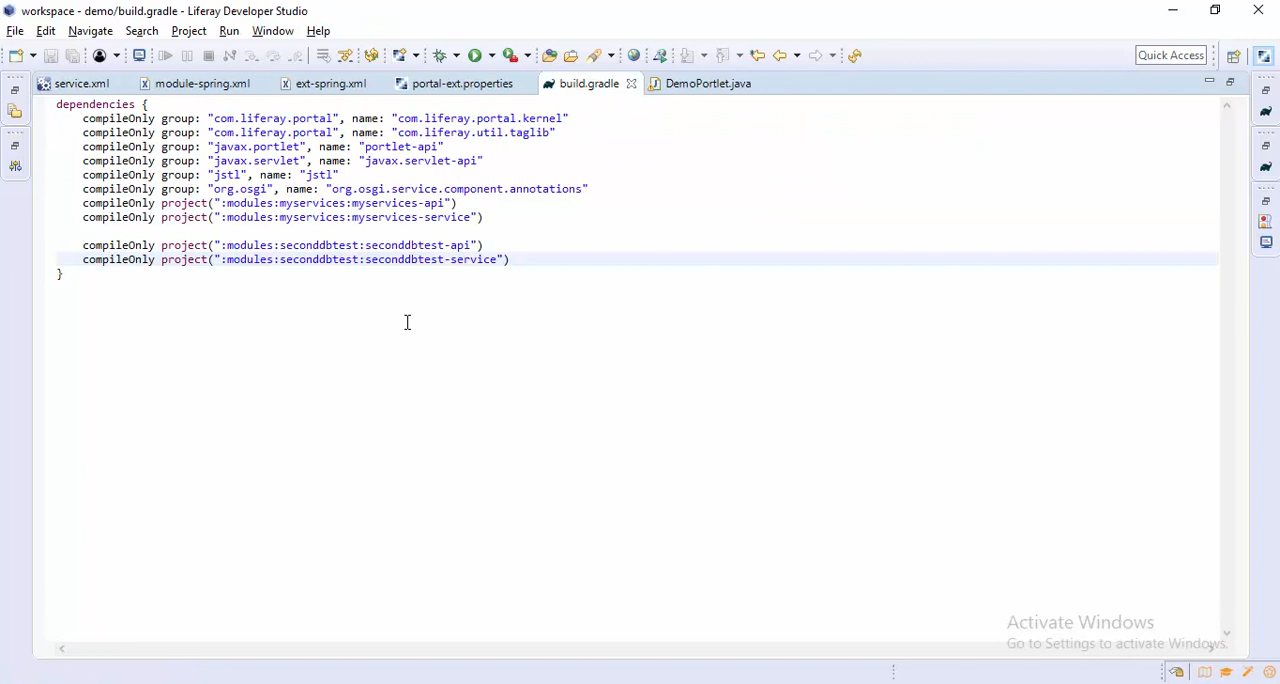 workspace - demo/build.gradle - Liferay Developer Studio
File Edit Navigate Search Project Run Window Help
Quick Access
service.xml module-spring.xml ext-spring.xml portal-ext.properties build.gradle DemoPortlet.java
dependencies {
compileOnly group: "com.liferay.portal", name: "com.liferay.portal.kernel"
compileOnly group: "com.liferay.portal", name: "com.liferay.util.taglib"
compileOnly group: "javax.portlet", name: "portlet-api"
compileOnly group: "javax.servlet", name: "javax.servlet-api"
compileOnly group: "jstl", name: "jstl"
compileOnly group: "org.osgi", name: "org.osgi.service.component.annotations"
compileOnly project(":modules:myservices:myservices-api")
compileOnly project(":modules:myservices:myservices-service")
compileOnly project(":modules:seconddbtest:seconddbtest-api")
compileOnly project(":modules:seconddbtest:seconddbtest-service")
}
Activate Windows
Go to Settings to activate Windows.